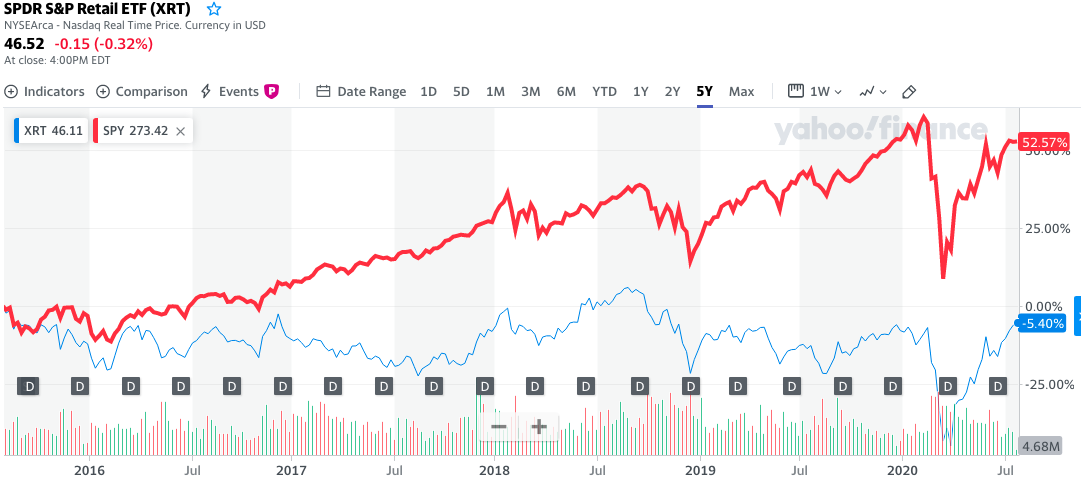 SPDR S&P Retail ETF (XRT)
NYSEArca - Nasdaq Real Time Price. Currency in USD
46.52 -0.15 (-0.32%)
At close: 4:00PM EDT
Indicators Comparison Events P Date Range 1D 5D 1M 3M 6M YTD 1Y 2Y 5Y Max 1W
XRT 46.11 SPY 273.42
yahoo!finance
52.57%
50.00%
25.00%
0.00%
-5.40%
-25.00%
D D D D D D D D D D D D D D D D D D D D
4.68M
2016 Jul 2017 Jul 2018 Jul 2019 Jul 2020 Jul